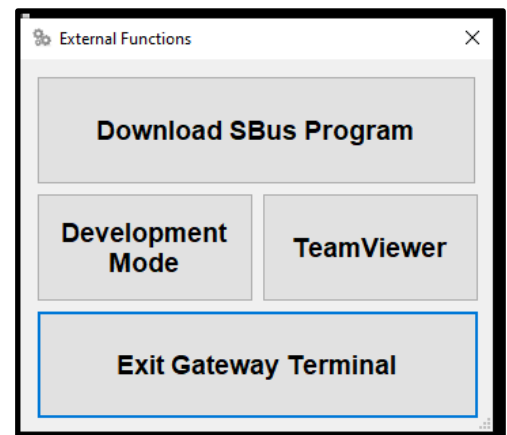 External Functions
Download SBus Program
Development
Mode
TeamViewer
Exit Gateway Terminal